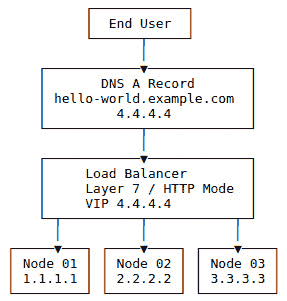 End User
DNS A Record
hello-world.example.com
4.4.4.4
Load Balancer
Layer 7 / HTTP Mode
VIP 4.4.4.4
Node 01
1.1.1.1
Node 02
2.2.2.2
Node 03
3.3.3.3